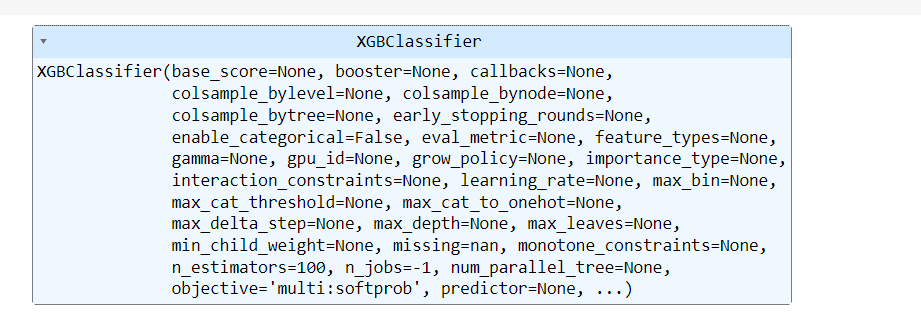 XGBClassifier
XGBClassifier(base_score=None, booster=None, callbacks=None,
colsample_bylevel=None, colsample_bynode=None,
colsample_bytree=None, early_stopping_rounds=None,
enable_categorical=False, eval_metric=None, feature_types=None,
gamma=None, gpu_id=None, grow_policy=None, importance_type=None,
interaction_constraints=None, learning_rate=None, max_bin=None,
max_cat_threshold=None, max_cat_to_onehot=None,
max_delta_step=None, max_depth=None, max_leaves=None,
min_child_weight=None, missing=nan, monotone_constraints=None,
n_estimators=100, n_jobs=-1, num_parallel_tree=None,
objective='multi:softprob', predictor=None, ...)